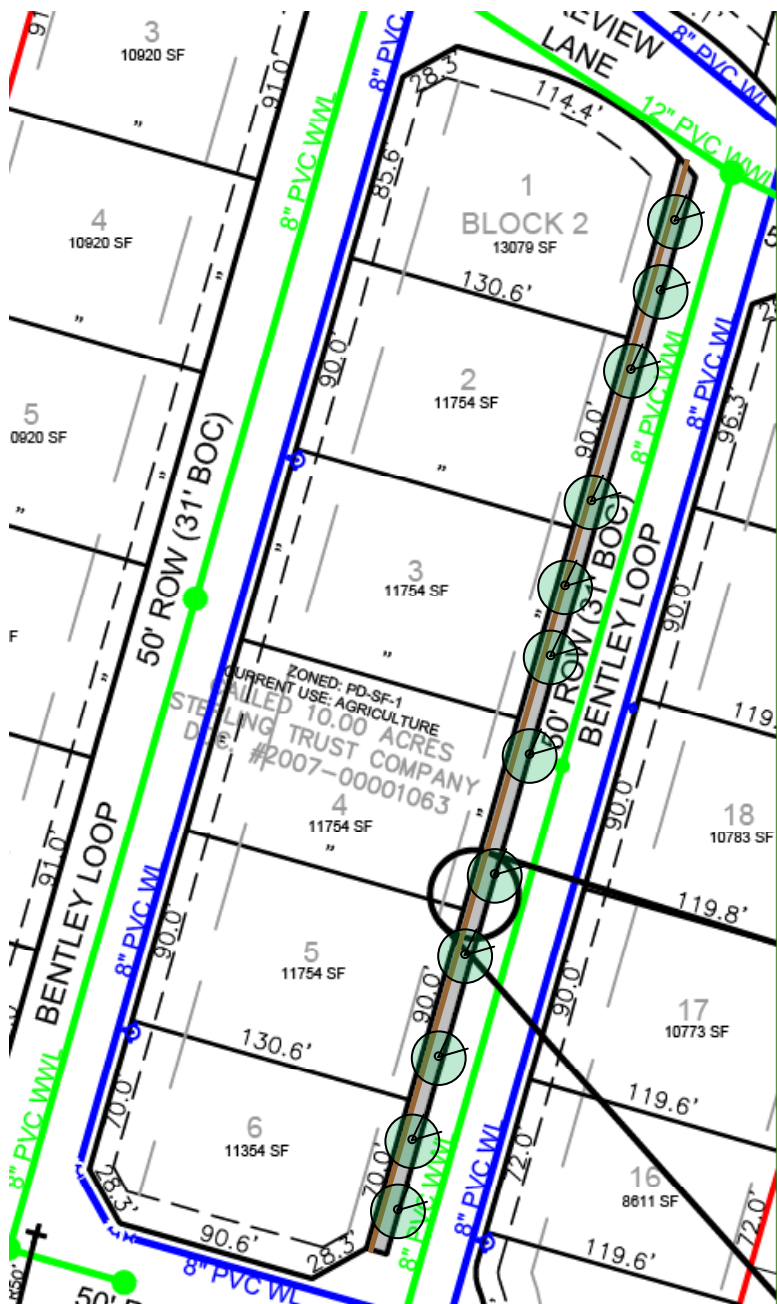 3
10920 SF
91.0'
"
4
10920 SF
"
"
5
0920 SF
"
"
F
91.0'
8" PVC WWL
8" PVC
50' ROW (31' BOC)
BENTLEY LOOP
8" PVC WWL
8" PVC WL
28.3'
114.4'
85.6'
1
BLOCK 2
13079 SF
130.6'
LANE
8" PVC WL
12" PVC WWL
90.0'
2
11754 SF
"
90.0'
8" PVC WWL
8" PVC WL
96.3'
3
11754 SF
"
"
"
50' ROW (31' BOC)
BENTLEY LOOP
90.0'
ZONED: PD-SF-1
CURRENT USE: AGRICULTURE
CALLED 10.00 ACRES
STERLING TRUST COMPANY
#2007-00001063
4
11754 SF
"
"
90.0'
18
10783 SF
119.8'
90.0'
5
11754 SF
90.0'
130.6'
90.0'
17
10773 SF
119.6'
70.0'
6
11354 SF
70.0'
28.3'
90.6'
28.3'
8" PVC WL
8" PVC WWL
8" PVC WL
72.0'
16
8611 SF
72.0'
119.6'
R50'
50'